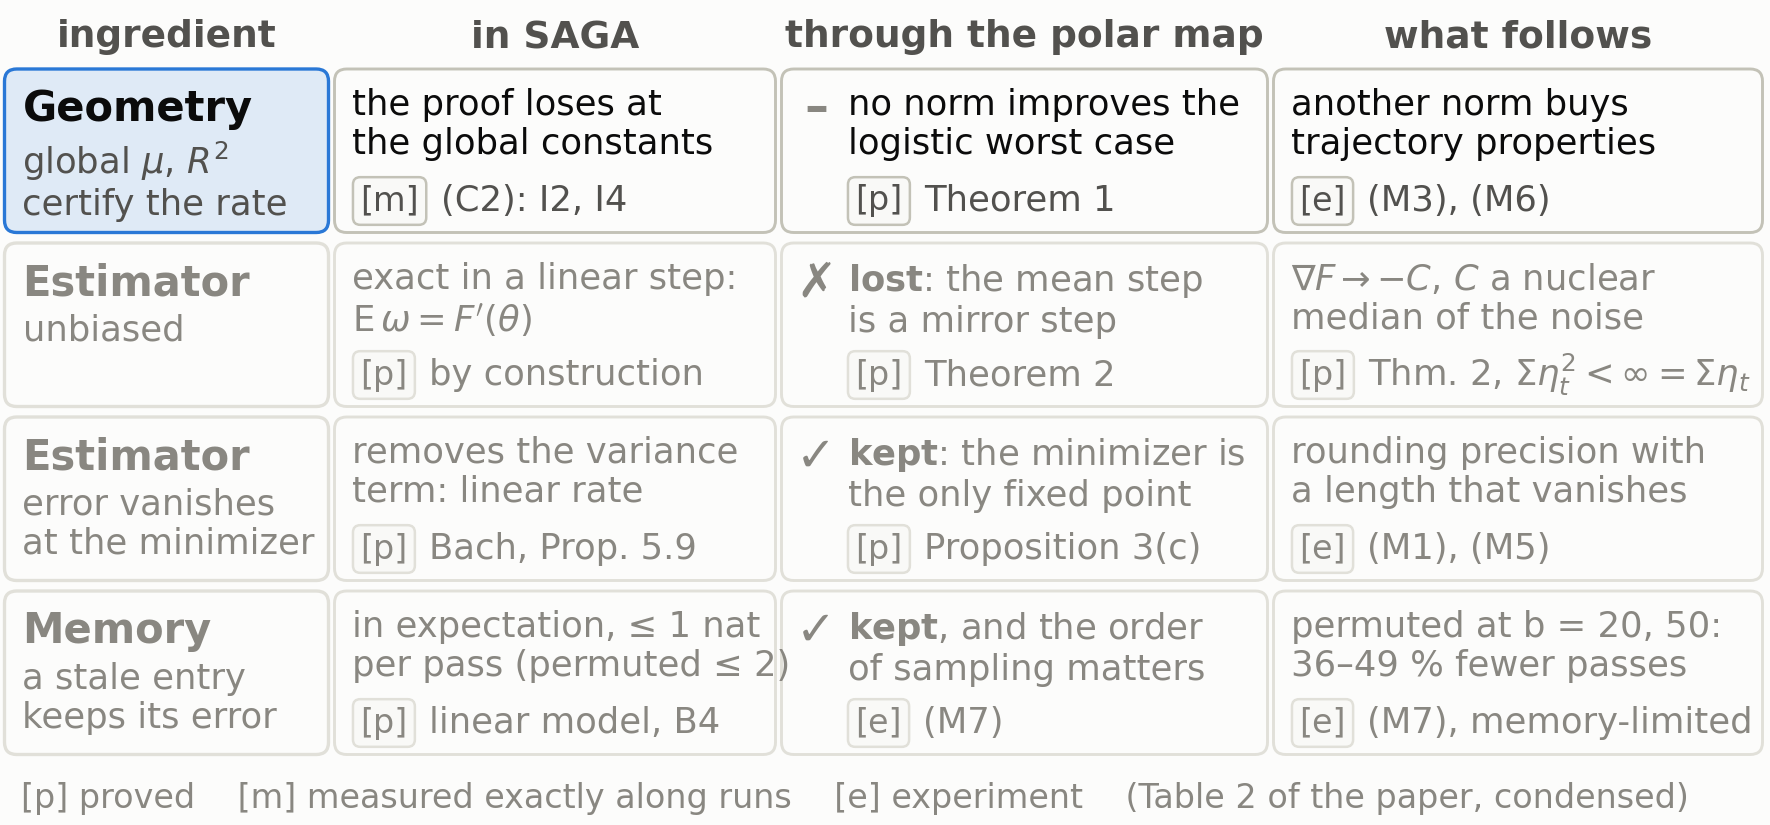 ingredient in SAGA through the polar map what follows
Geometry
global μ, R²
certify the rate
the proof loses at
the global constants
[m] (C2): I2, I4
– no norm improves the
logistic worst case
[p] Theorem 1
another norm buys
trajectory properties
[e] (M3), (M6)
Estimator
unbiased
exact in a linear step:
E ω = F′(θ)
[p] by construction
✗ lost: the mean step
is a mirror step
[p] Theorem 2
∇F → −C, C a nuclear
median of the noise
[p] Thm. 2, Ση²ₜ < ∞ = Σηₜ
Estimator
error vanishes
at the minimizer
removes the variance
term: linear rate
[p] Bach, Prop. 5.9
✓ kept: the minimizer is
the only fixed point
[p] Proposition 3(c)
rounding precision with
a length that vanishes
[e] (M1), (M5)
Memory
a stale entry
keeps its error
in expectation, ≤ 1 nat
per pass (permuted ≤ 2)
[p] linear model, B4
✓ kept, and the order
of sampling matters
[e] (M7)
permuted at b = 20, 50:
36–49 % fewer passes
[e] (M7), memory-limited
[p] proved [m] measured exactly along runs [e] experiment (Table 2 of the paper, condensed)